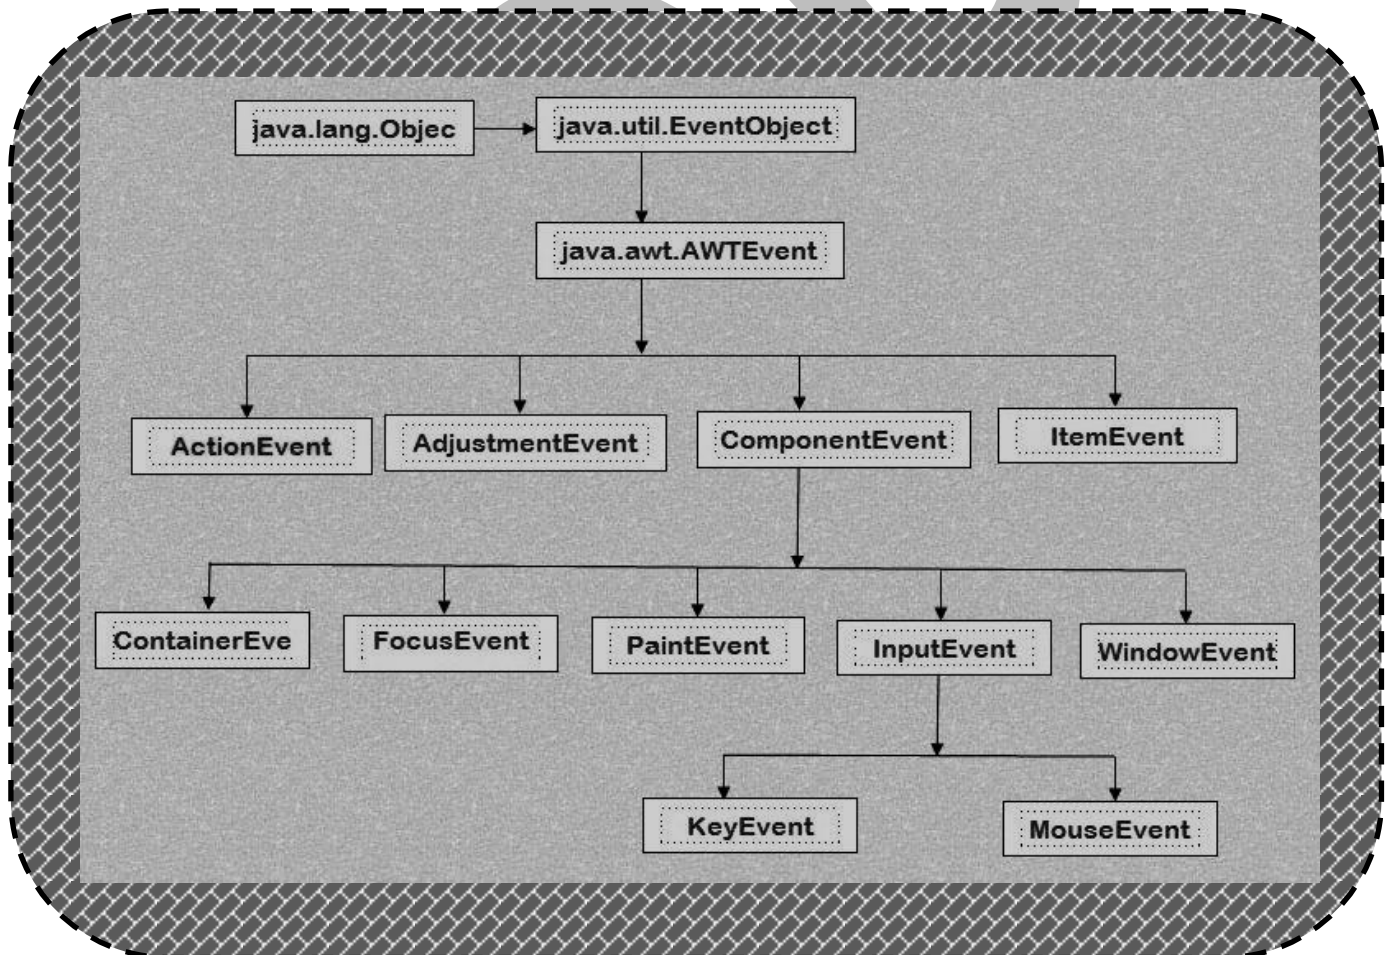 java.lang.Objec
java.util.EventObject
java.awt.AWTEvent
ActionEvent
AdjustmentEvent
ComponentEvent
ItemEvent
ContainerEve
FocusEvent
PaintEvent
InputEvent
WindowEvent
KeyEvent
MouseEvent